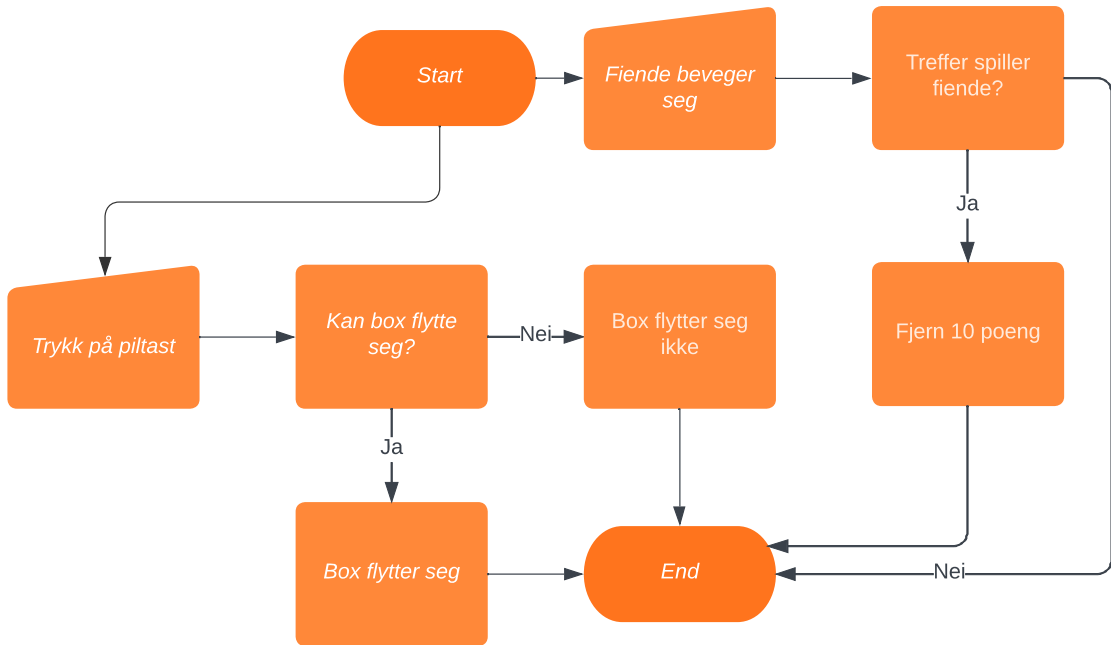 Start
Fiende beveger
seg
Treffer spiller
fiende?
Ja
Trykk på piltast
Kan box flytte
seg?
Nei
Box flytter seg
ikke
Fjern 10 poeng
Ja
Box flytter seg
End
Nei